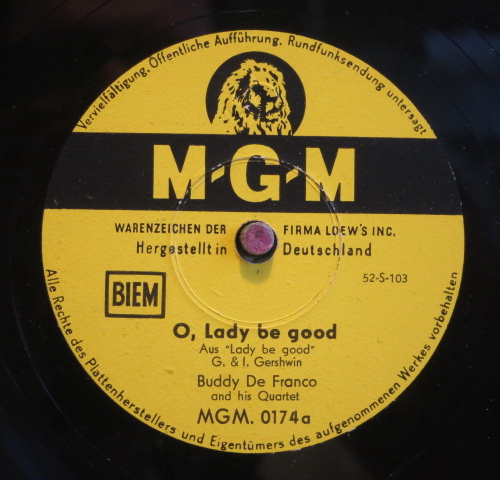 Vervielfältigung, Öffentliche Aufführung, Rundfunksendung untersagt
M·G·M
WARENZEICHEN DER FIRMA LOEW'S INC.
Hergestellt in Deutschland
52-S-103
BIEM
O, Lady be good
Aus "Lady be good"
G. & I. Gershwin
Buddy De Franco
and his Quartet
MGM. 0174a
Alle Rechte des Plattenherstellers und Eigentümers des aufgenommenen Werkes vorbehalten